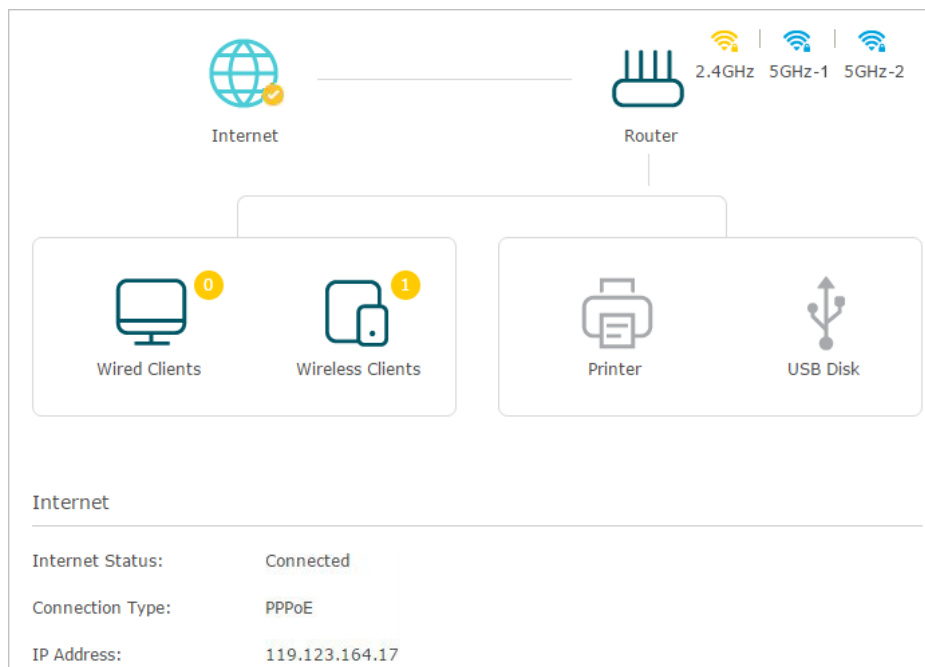 2.4GHz 5GHz-1 5GHz-2
Internet Router
0 1
Wired Clients Wireless Clients Printer USB Disk
Internet
Internet Status: Connected
Connection Type: PPPoE
IP Address: 119.123.164.17